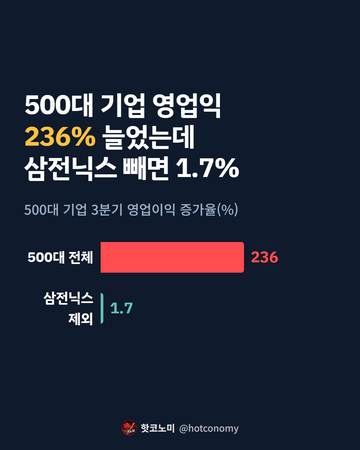 500대 기업 영업익
236% 늘었는데
삼전닉스 빼면 1.7%
500대 기업 3분기 영업이익 증가율(%)
500대 전체
236
삼전닉스
제외
1.7
핫코노미 @hotconomy